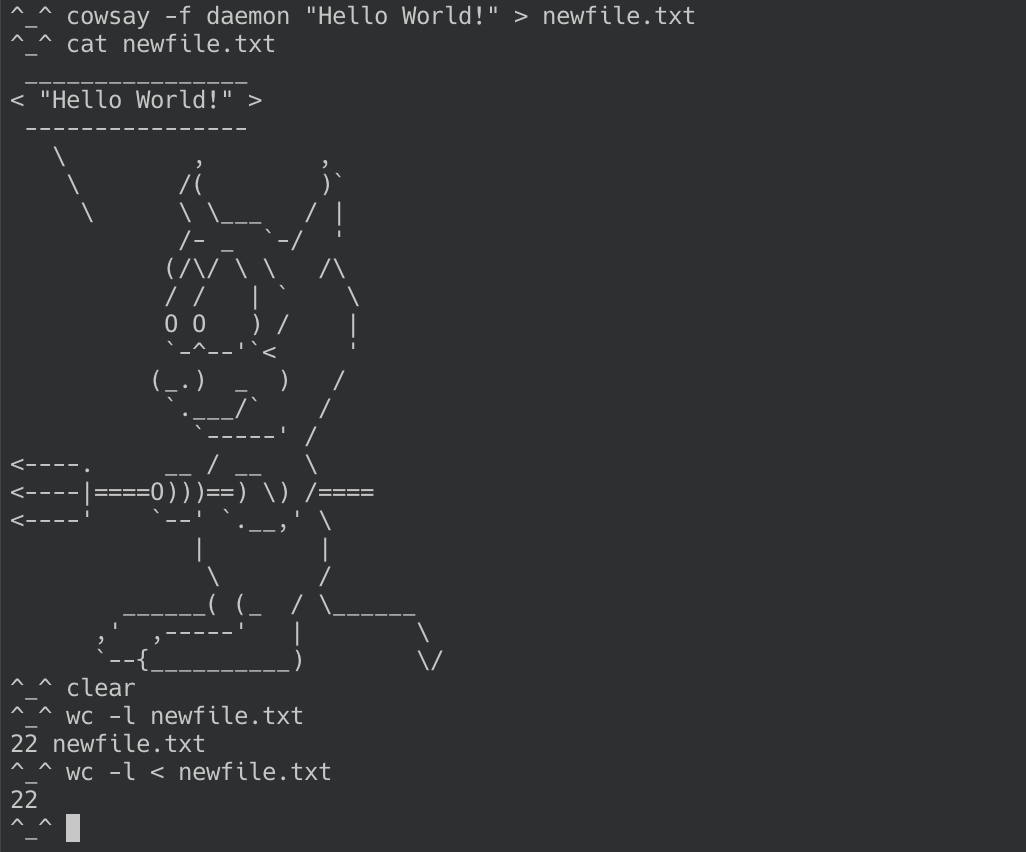 ^_^ cowsay -f daemon "Hello World!" > newfile.txt
^_^ cat newfile.txt
 ________________
< "Hello World!" >
 ----------------
   \         ,        ,
    \       /(        )`
     \      \ \___   / |
            /- _  `-/  '
           (/\/ \ \   /\
           / /   | `    \
           O O   ) /    |
           `-^--'`<     '
          (_.)  _  )   /
           `.___/`    /
             `-----' /
<----.     __ / __   \
<----|====O)))==) \) /====
<----'    `--' `.__,' \
             |        |
              \       /
        ______( (_  / \______
      ,'  ,-----'   |        \
      `--{__________)        \/
^_^ clear
^_^ wc -l newfile.txt
22 newfile.txt
^_^ wc -l < newfile.txt
22
^_^